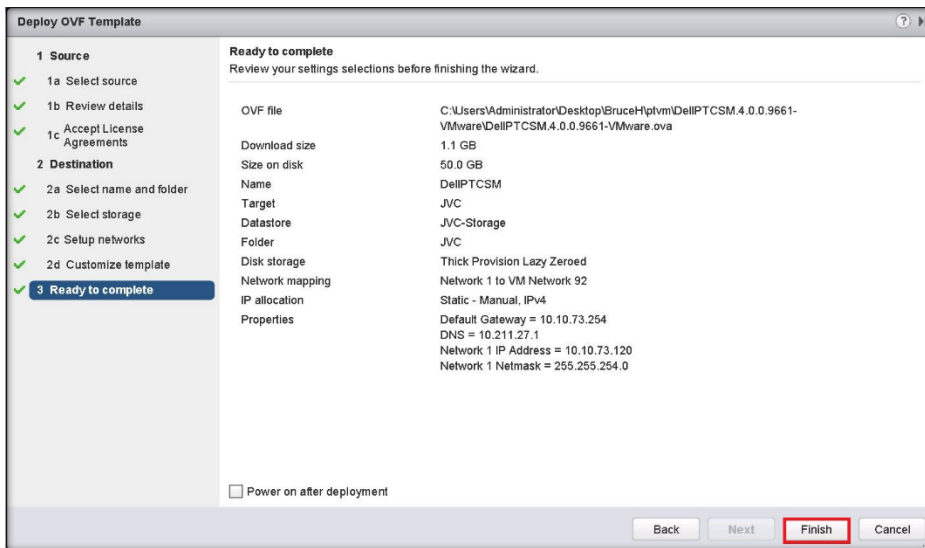 Deploy OVF Template
?
1 Source
1a Select source
1b Review details
1c Accept License
Agreements
2 Destination
2a Select name and folder
2b Select storage
2c Setup networks
2d Customize template
3 Ready to complete
Ready to complete
Review your settings selections before finishing the wizard.
OVF file C:\Users\Administrator\Desktop\BruceH\ptvm\DellPTCSM.4.0.0.9661-
VMware\DellPTCSM.4.0.0.9661-VMware.ova
Download size 1.1 GB
Size on disk 50.0 GB
Name DellPTCSM
Target JVC
Datastore JVC-Storage
Folder JVC
Disk storage Thick Provision Lazy Zeroed
Network mapping Network 1 to VM Network 92
IP allocation Static - Manual, IPv4
Properties Default Gateway = 10.10.73.254
DNS = 10.211.27.1
Network 1 IP Address = 10.10.73.120
Network 1 Netmask = 255.255.254.0
Power on after deployment
Back Next Finish Cancel